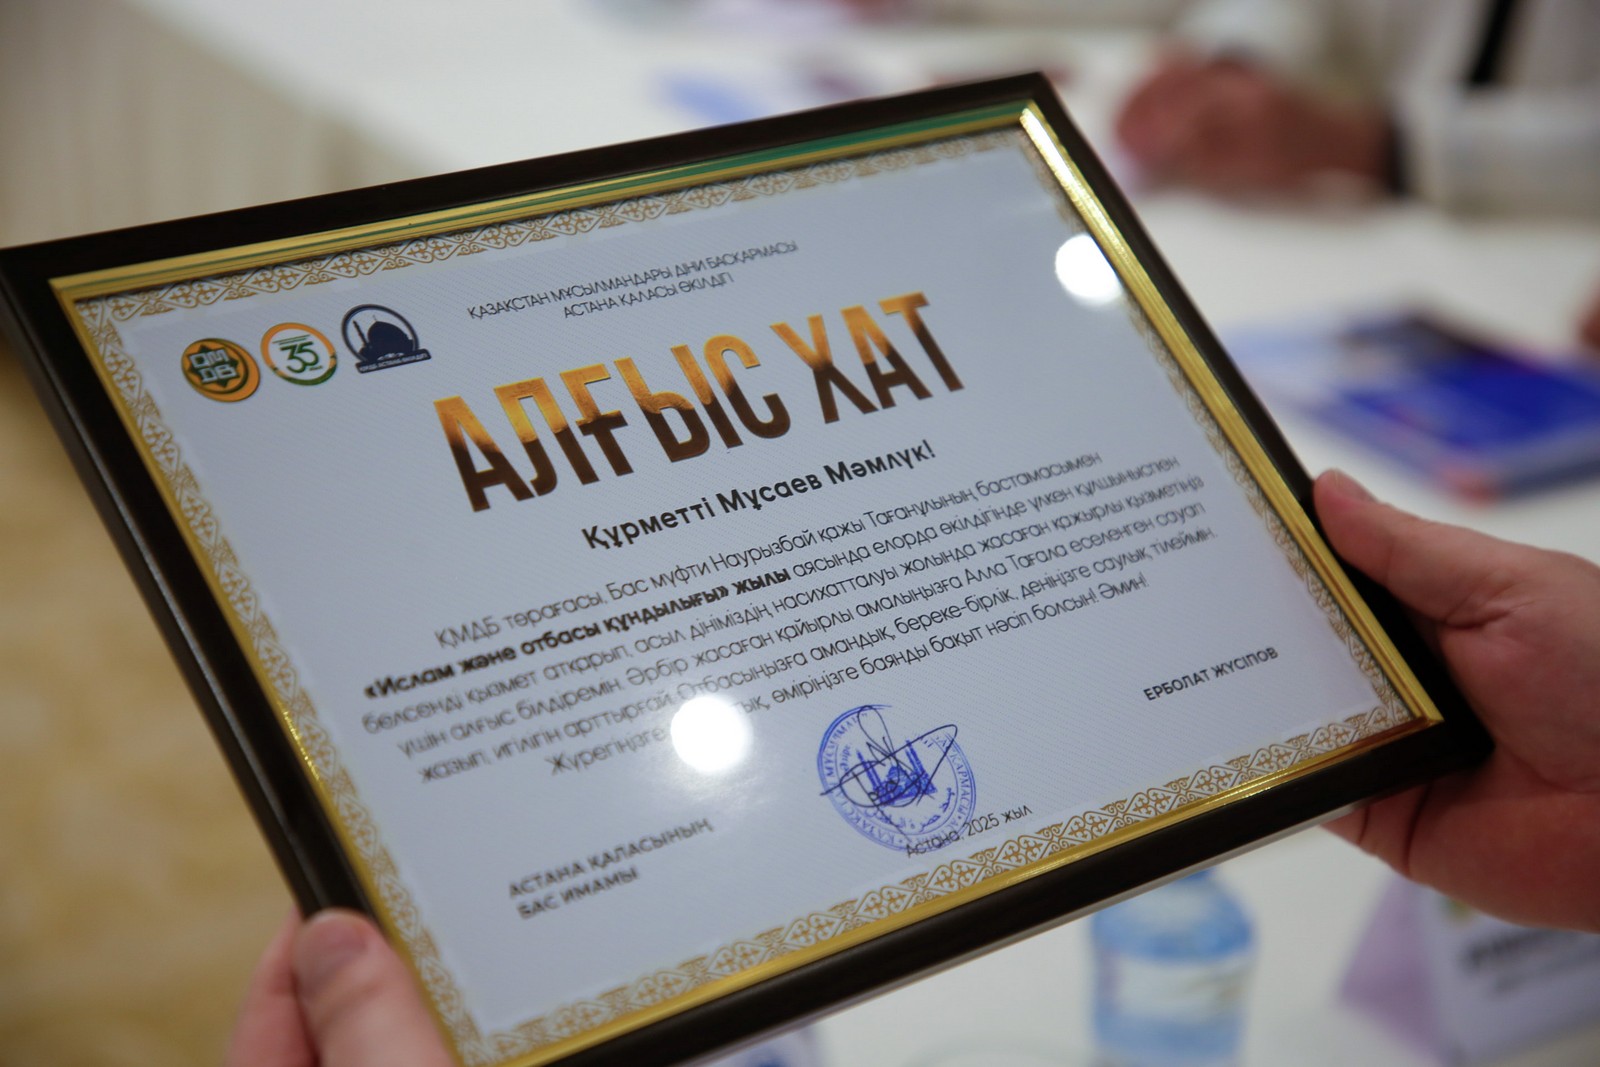 ҚАЗАҚСТАН МҰСЫЛМАНДАРЫ ДІНИ БАСҚАРМАСЫ
АСТАНА ҚАЛАСЫ ӨКІЛДІГІ
ҚМДБ
35
АЛҒЫС ХАТ
Құрметті Мұсаев Мәмлүк!
ҚМДБ төрағасы, Бас мүфти Наурызбай қажы Тағанұлының бастамасымен
«Ислам және отбасы құндылығы» жылы аясында елорда өкілдігінде үлкен құлшыныспен
белсенді қызмет атқарып, асыл дініміздің насихатталуы жолында жасаған қажырлы қызметіңіз
үшін алғыс білдіремін. Әрбір жасаған қайырлы амалыңызға Алла Тағала еселенген сауап
жазып, игілігін арттырғай. Отбасыңызға амандық, береке-бірлік, деніңізге саулық тілеймін.
Жүрегіңізге өміріңізге баянды бақыт нәсіп болсын! Әмин!
АСТАНА ҚАЛАСЫНЫҢ
БАС ИМАМЫ
ЕРБОЛАТ ЖҮСІПОВ
Астана, 2025 жыл